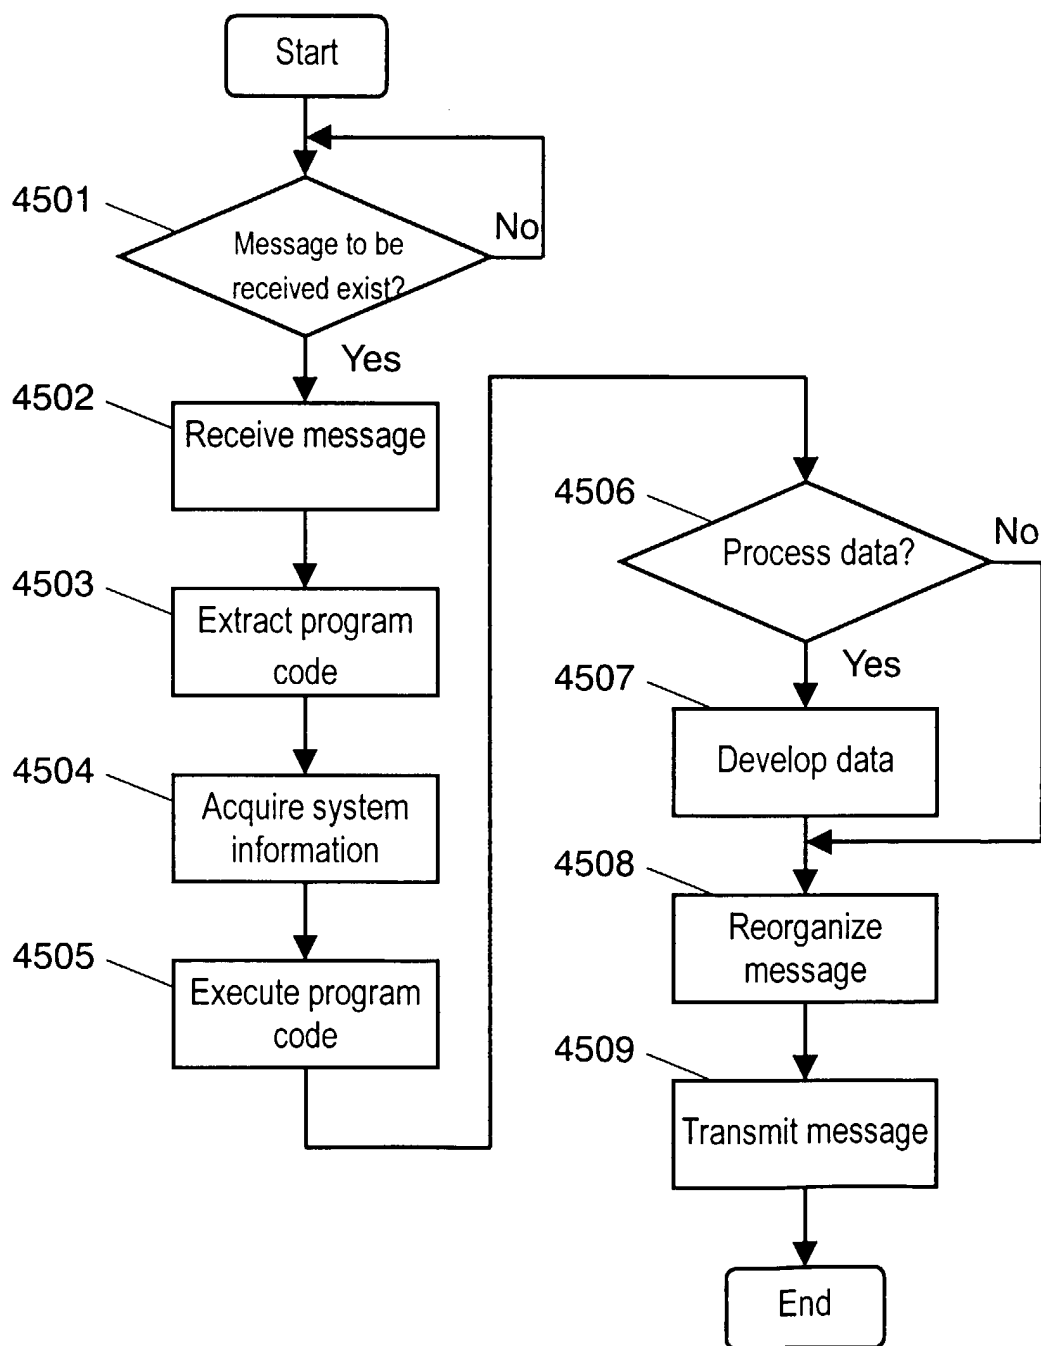 Start
4501
Message to be
received exist?
No
Yes
4502
Receive message
4503
Extract program
code
4504
Acquire system
information
4505
Execute program
code
4506
Process data?
No
Yes
4507
Develop data
4508
Reorganize
message
4509
Transmit message
End